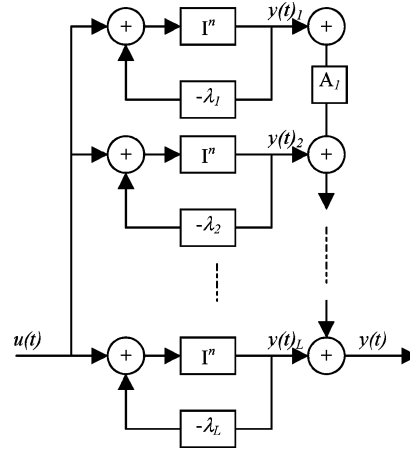 + Iⁿ y(t)₁ +
-λ₁ A₁
+ Iⁿ y(t)₂ +
-λ₂
u(t) + Iⁿ y(t)L + y(t)
-λL